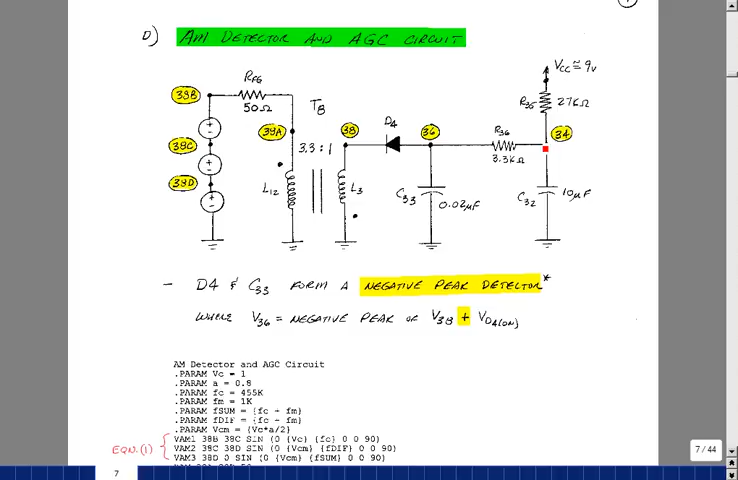 D) AM DETECTOR AND AGC CIRCUIT
VCC ≈ 9V
RFG
50Ω
T8
3.3 : 1
D4
R36
3.3KΩ
R35
27KΩ
38B
38C
38D
38A
38
36
34
L12
L3
C33
0.02µF
C32
10µF
- D4 & C33 FORM A NEGATIVE PEAK DETECTOR*
WHERE V36 = NEGATIVE PEAK OF V38 + VD4(ON)
AM Detector and AGC Circuit
.PARAM Vc = 1
.PARAM a = 0.8
.PARAM fc = 455K
.PARAM fm = 1K
.PARAM fSUM = {fc + fm}
.PARAM fDIF = {fc - fm}
.PARAM Vcm = {Vc*a/2}
EQN.(1)
VAM1 38B 38C SIN (0 {Vc} {fc} 0 0 90)
VAM2 38C 38D SIN (0 {Vcm} {fDIF} 0 0 90)
VAM3 38D 0 SIN (0 {Vcm} {fSUM} 0 0 90)
7 / 44
7